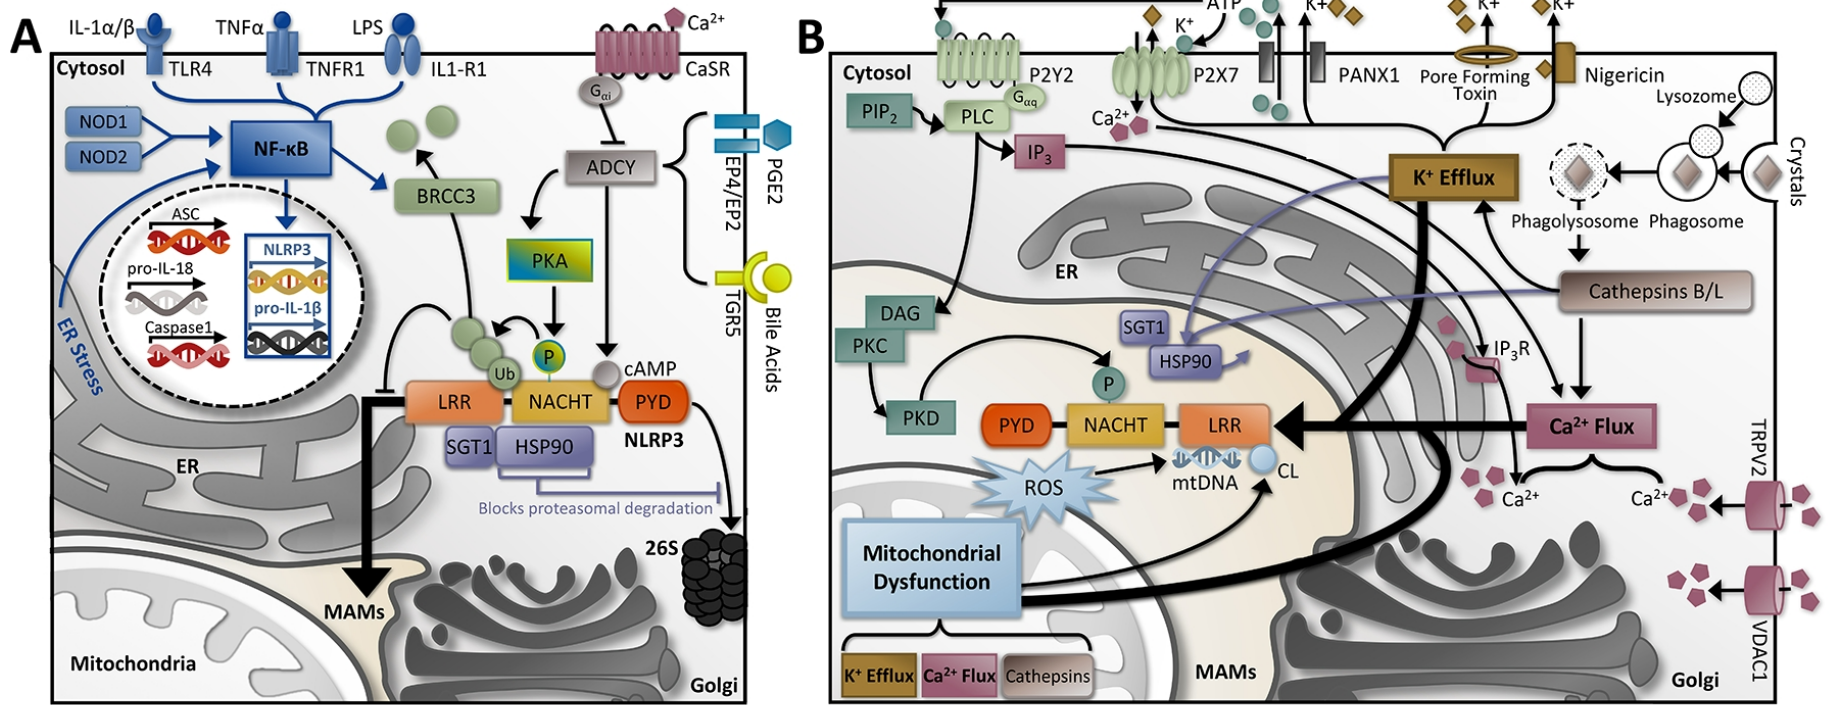 A
IL-1α/β
TNFα
LPS
Ca²⁺
Cytosol
TLR4
TNFR1
IL1-R1
CaSR
Gαi
NOD1
NOD2
NF-κB
BRCC3
ADCY
EP4/EP2
PGE2
PKA
TGR5
Bile Acids
ER Stress
ASC
pro-IL-18
Caspase1
NLRP3
pro-IL-1β
Ub
P
cAMP
LRR
NACHT
PYD
NLRP3
SGT1
HSP90
Blocks proteasomal degradation
ER
26S
MAMs
Mitochondria
Golgi
B
ATP
K⁺
K+
K+
K+
Cytosol
P2Y2
P2X7
PANX1
Pore Forming
Toxin
Nigericin
Lysozome
Crystals
PIP₂
PLC
Gαq
IP₃
Ca²⁺
K⁺ Efflux
Phagolysosome
Phagosome
ER
Cathepsins B/L
DAG
PKC
PKD
SGT1
HSP90
IP₃R
P
PYD
NACHT
LRR
Ca²⁺ Flux
ROS
mtDNA
CL
Ca²⁺
Ca²⁺
TRPV2
VDAC1
Mitochondrial
Dysfunction
K⁺ Efflux
Ca²⁺ Flux
Cathepsins
MAMs
Golgi